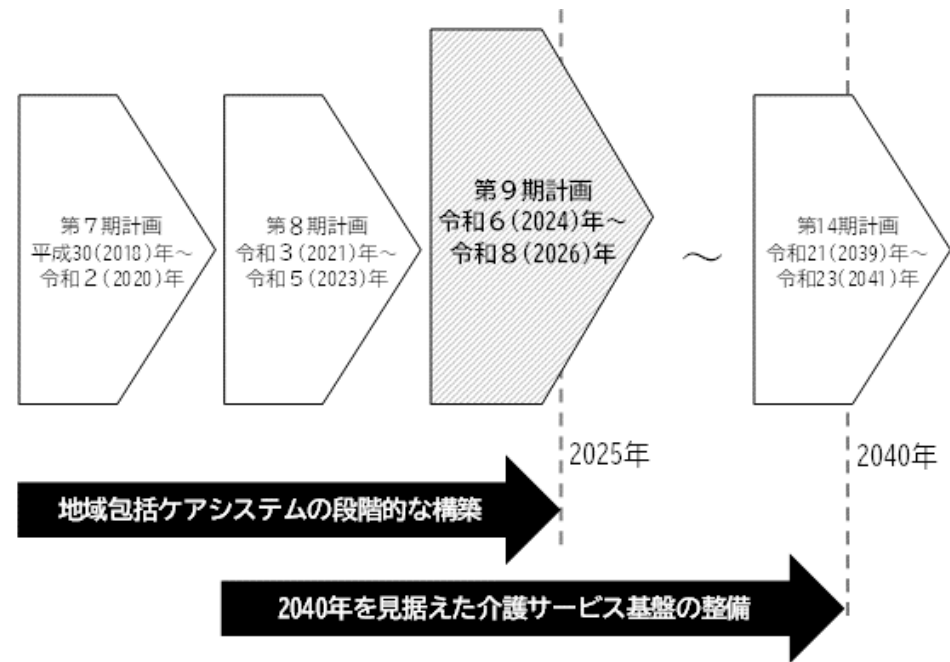 第７期計画
平成30(2018)年～
令和２(2020)年
第８期計画
令和３(2021)年～
令和５(2023)年
第９期計画
令和６(2024)年～
令和８(2026)年
～
第14期計画
令和21(2039)年～
令和23(2041)年
2025年
2040年
地域包括ケアシステムの段階的な構築
2040年を見据えた介護サービス基盤の整備